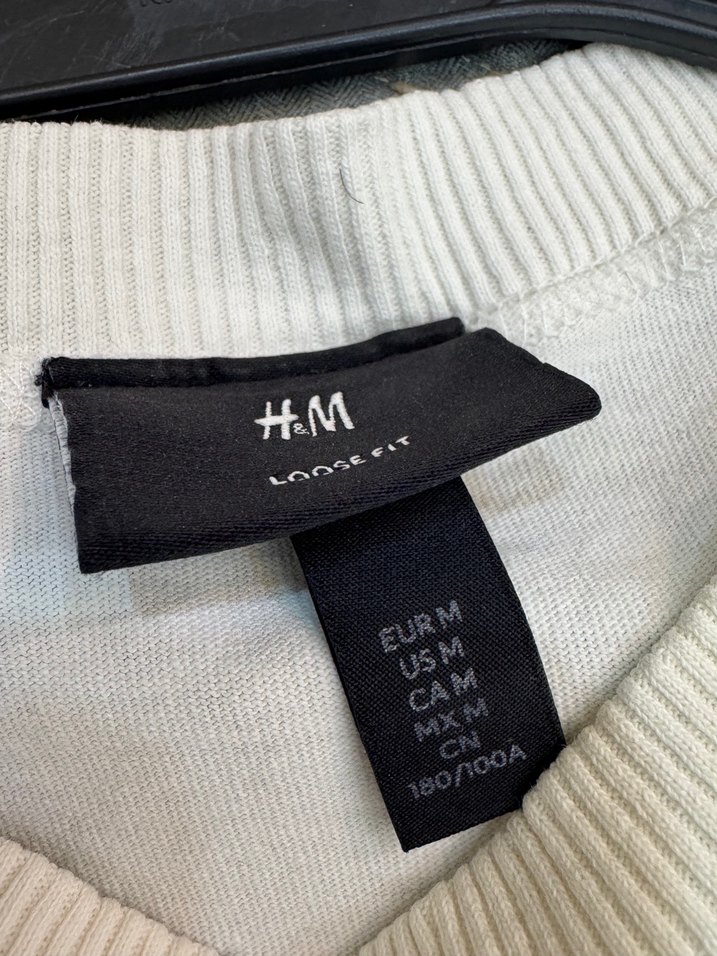 H&M
LOOSE FIT
EUR M
US M
CA M
MX M
CN
180/100A